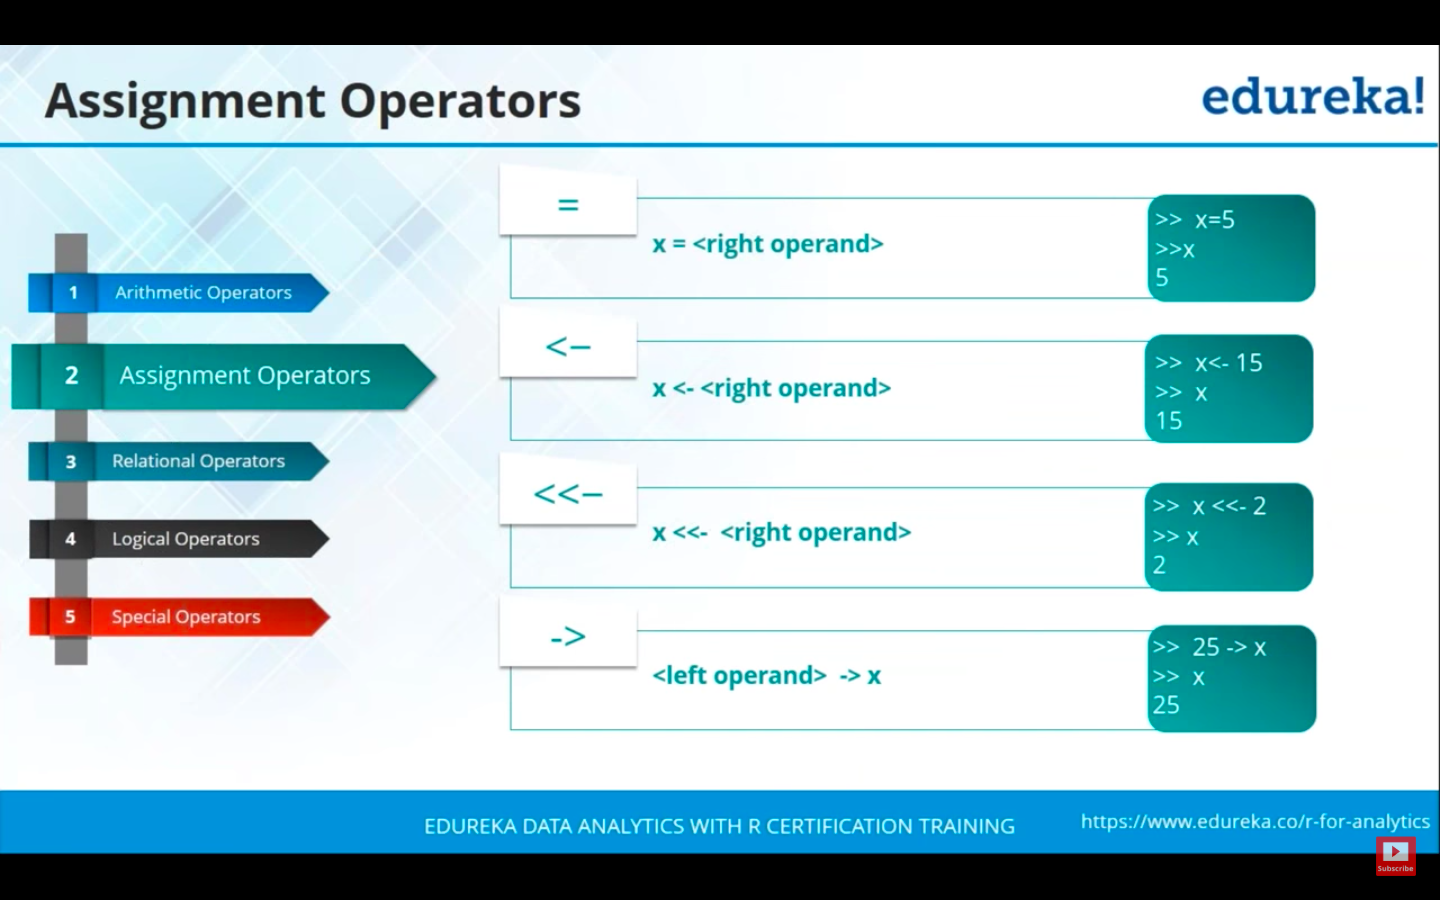 Assignment Operators
edureka!
1 Arithmetic Operators
2 Assignment Operators
3 Relational Operators
4 Logical Operators
5 Special Operators
=
x = <right operand>
>> x=5
>>x
5
<–
x <- <right operand>
>> x<- 15
>> x
15
<<–
x <<- <right operand>
>> x <<- 2
>> x
2
->
<left operand> -> x
>> 25 -> x
>> x
25
EDUREKA DATA ANALYTICS WITH R CERTIFICATION TRAINING
https://www.edureka.co/r-for-analytics
Subscribe